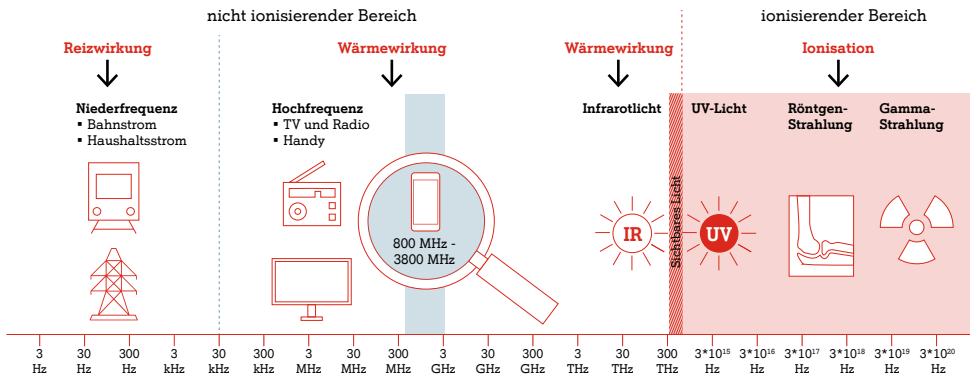 nicht ionisierender Bereich
ionisierender Bereich
Reizwirkung
Wärmewirkung
Wärmewirkung
Ionisation
Niederfrequenz
▪ Bahnstrom
▪ Haushaltsstrom
Hochfrequenz
▪ TV und Radio
▪ Handy
800 MHz -
3800 MHz
Infrarotlicht
IR
Sichtbares Licht
UV-Licht
UV
Röntgen-
Strahlung
Gamma-
Strahlung
3 30 300 3 30 300 3 30 300 3 30 300 3 30 300 3*10¹⁵ 3*10¹⁶ 3*10¹⁷ 3*10¹⁸ 3*10¹⁹ 3*10²⁰
Hz Hz Hz kHz kHz kHz MHz MHz MHz GHz GHz GHz THz THz THz Hz Hz Hz Hz Hz Hz